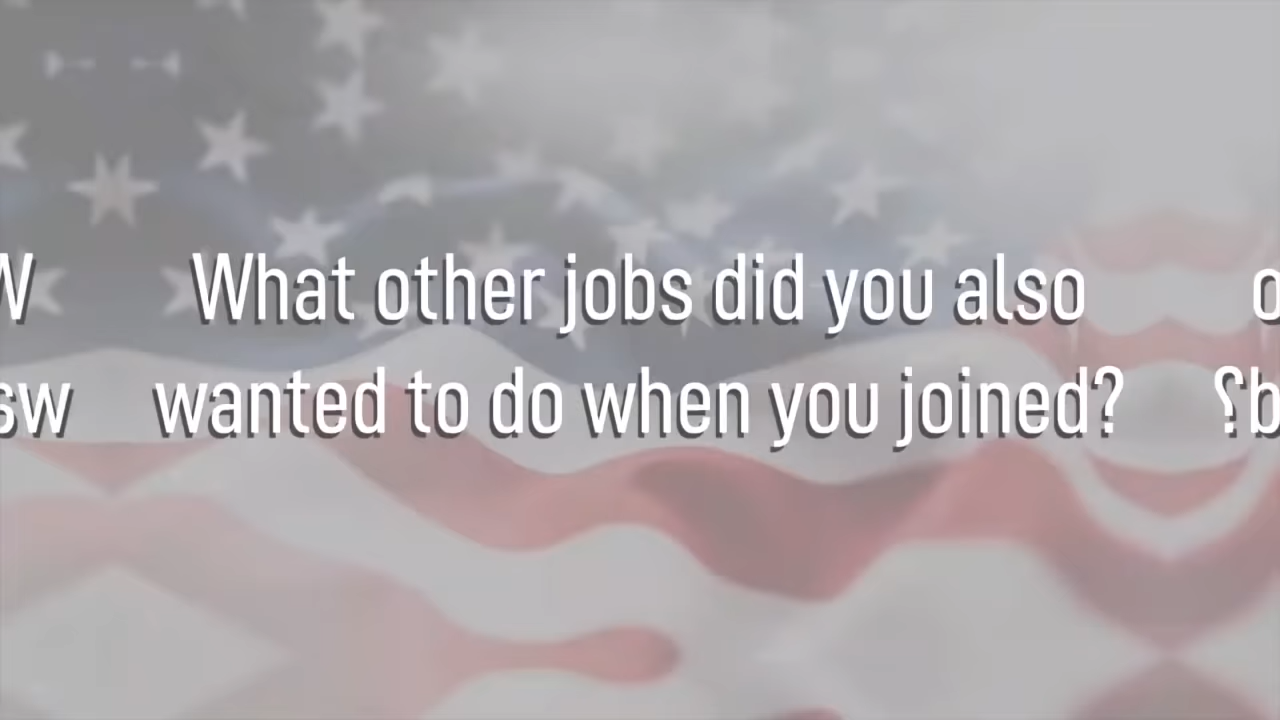 What other jobs did you also
wanted to do when you joined?